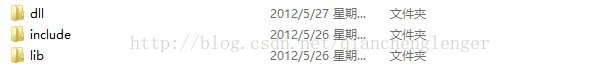 dll 2012/5/27 星期... 文件夹
include 2012/5/26 星期... 文件夹
lib 2012/5/26 星期... 文件夹
http://blog.csdn.net/qianchenglenger